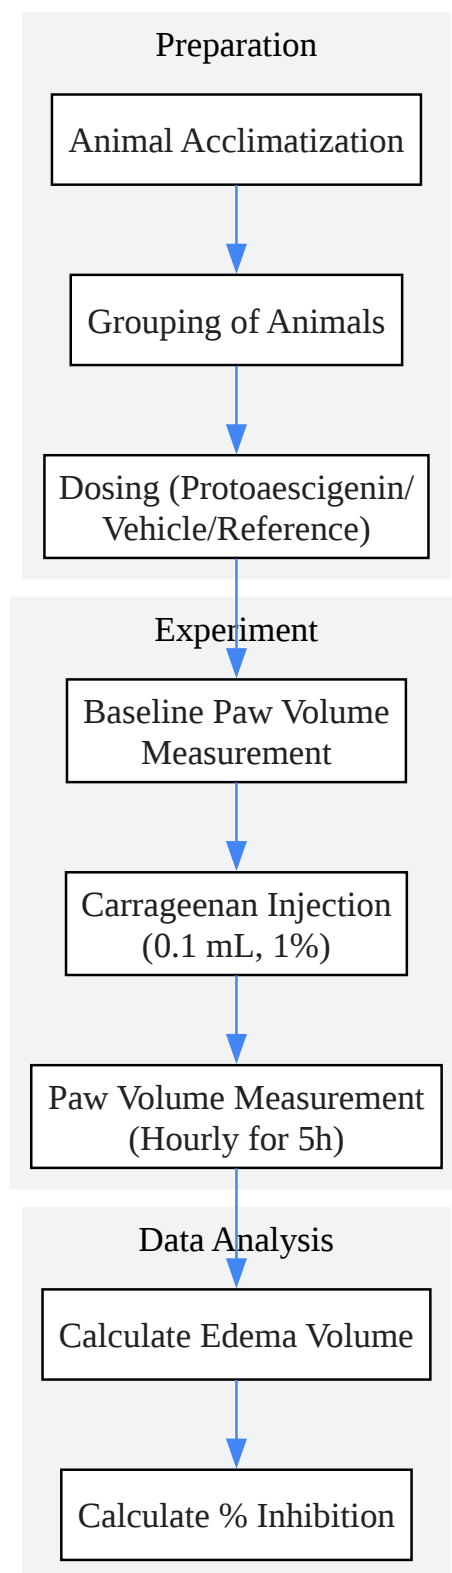 Preparation
Animal Acclimatization
Grouping of Animals
Dosing (Protoaescigenin/
Vehicle/Reference)
Experiment
Baseline Paw Volume
Measurement
Carrageenan Injection
(0.1 mL, 1%)
Paw Volume Measurement
(Hourly for 5h)
Data Analysis
Calculate Edema Volume
Calculate % Inhibition